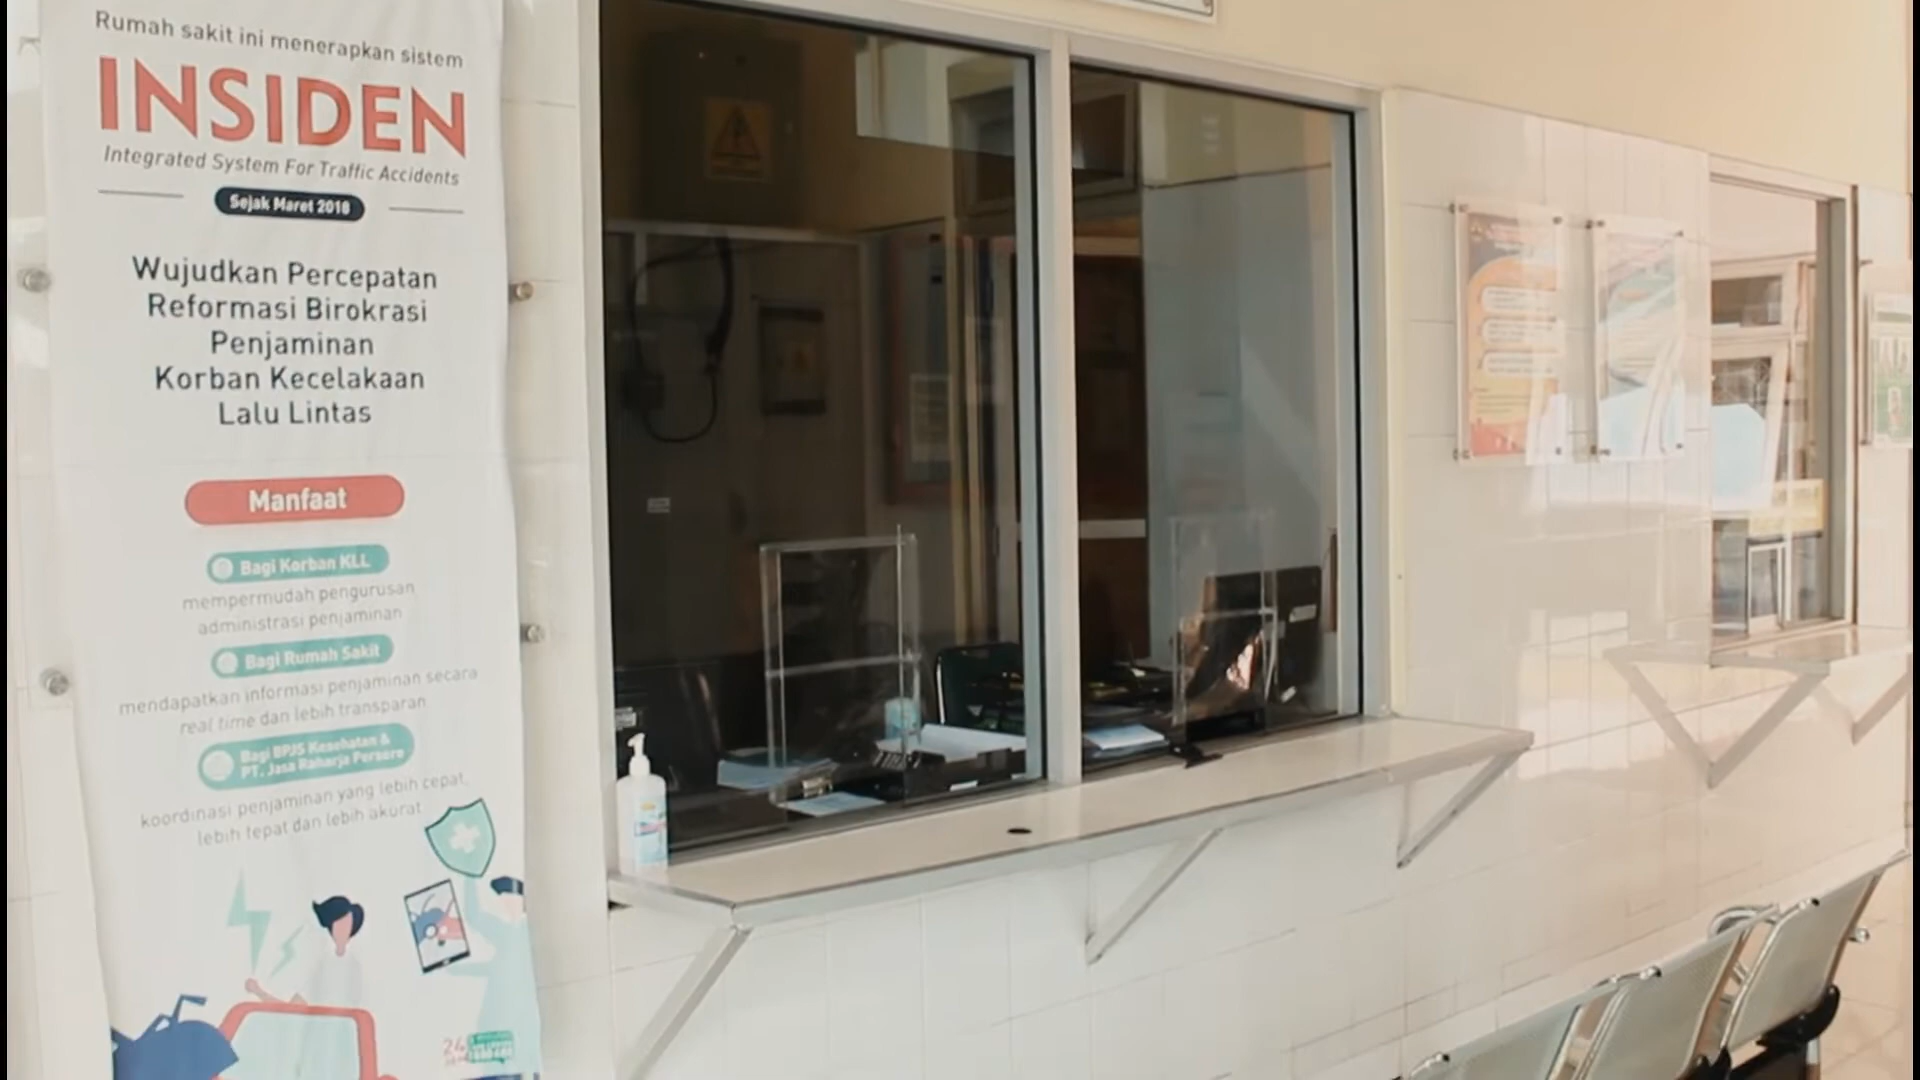 Rumah sakit ini menerapkan sistem
INSIDEN
Integrated System For Traffic Accidents
Sejak Maret 2018
Wujudkan Percepatan
Reformasi Birokrasi
Penjaminan
Korban Kecelakaan
Lalu Lintas
Manfaat
Bagi Korban KLL
mempermudah pengurusan
administrasi penjaminan
Bagi Rumah Sakit
mendapatkan informasi penjaminan secara
real time dan lebih transparan
Bagi BPJS Kesehatan &
PT. Jasa Raharja Persero
koordinasi penjaminan yang lebih cepat,
lebih tepat dan lebih akurat
24